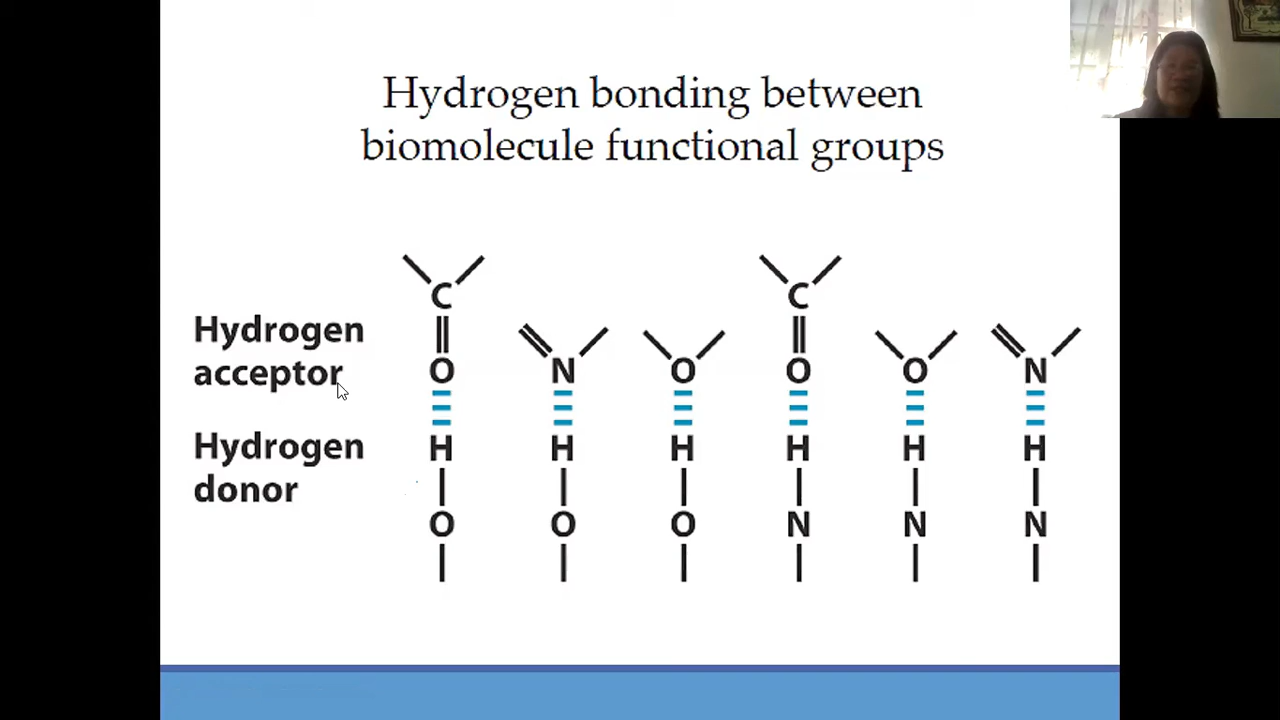 Hydrogen bonding between
biomolecule functional groups
C C
Hydrogen
acceptor O N O O O N
Hydrogen H H H H H H
donor
O O O N N N